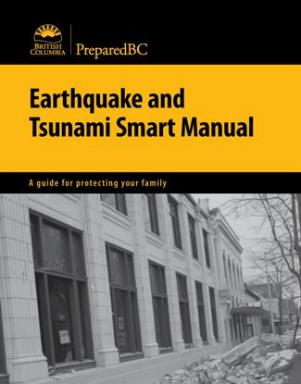 BRITISH
COLUMBIA
PreparedBC
Earthquake and
Tsunami Smart Manual
A guide for protecting your family